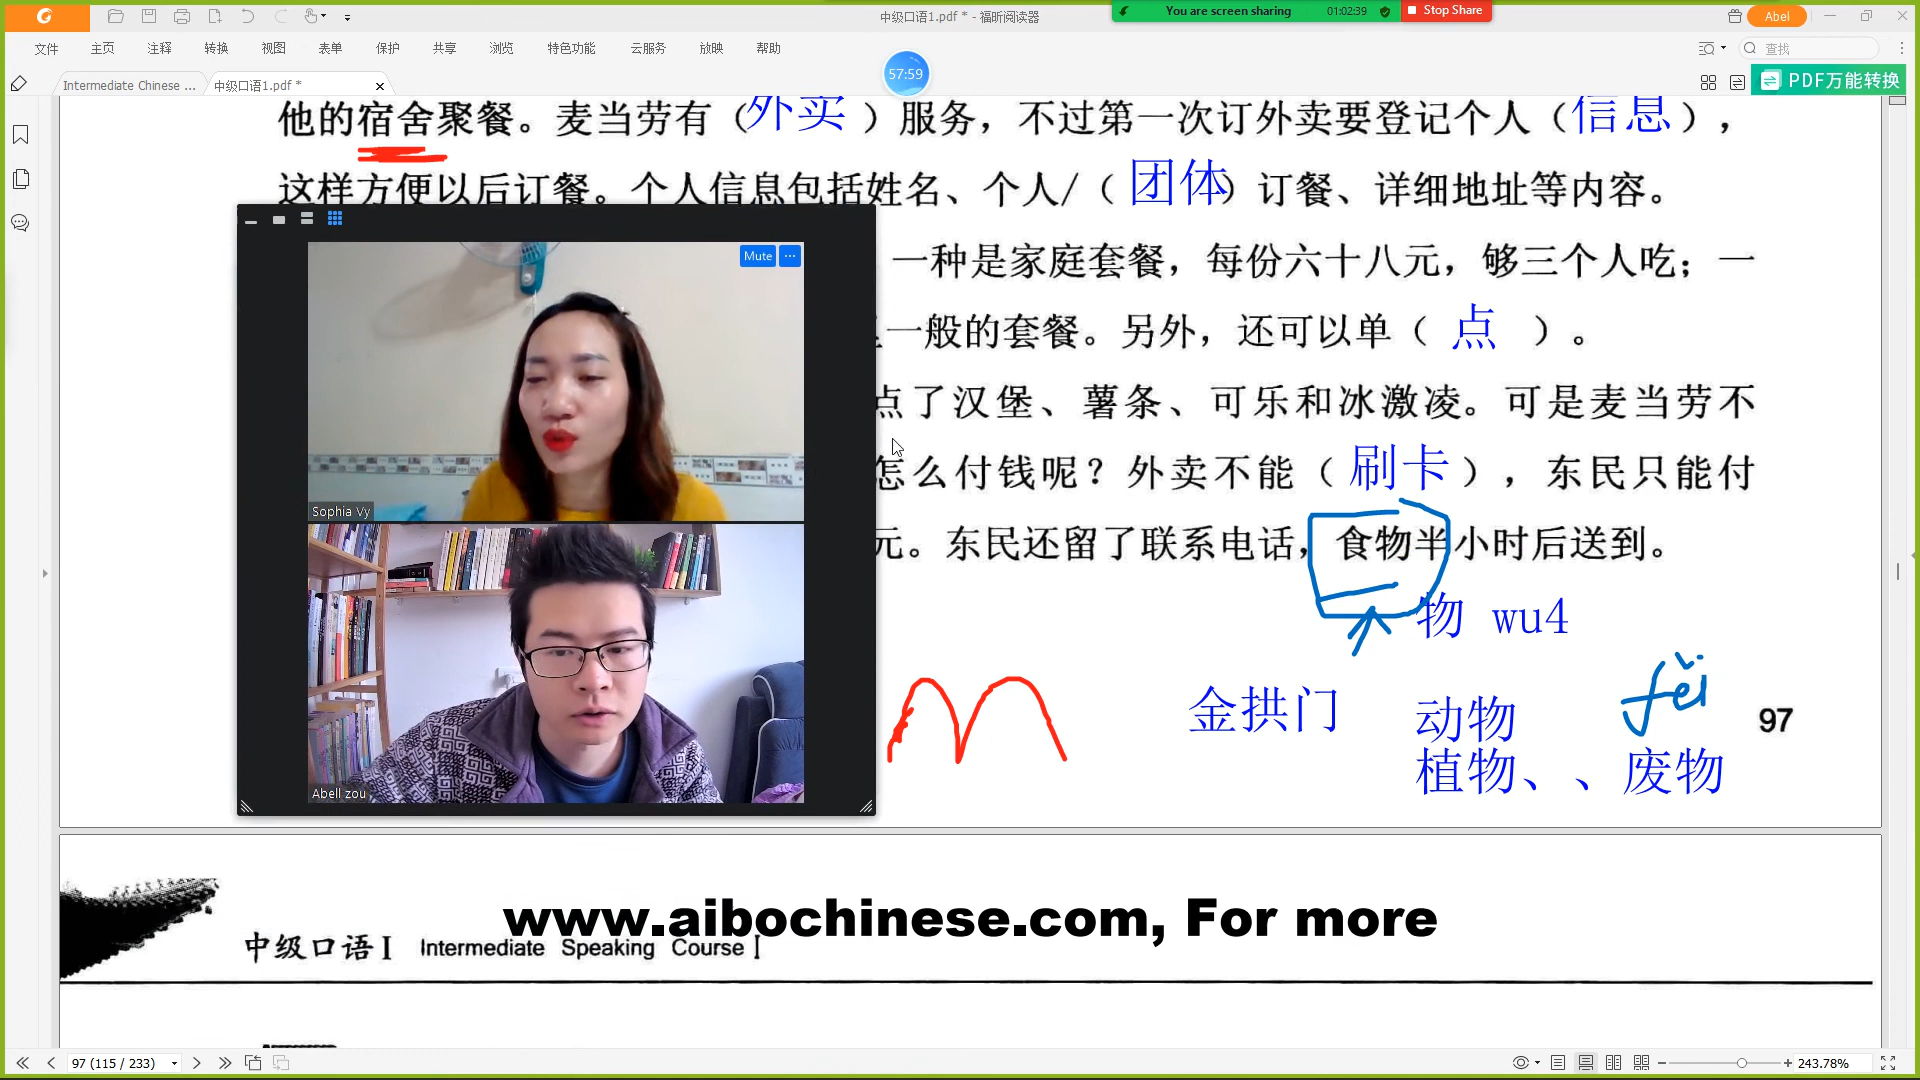 中级口语1.pdf * - 福昕阅读器
You are screen sharing
01:02:39
Stop Share
Abel
文件 主页 注释 转换 视图 表单 保护 共享 浏览 特色功能 云服务 放映 帮助
查找
57:59
Intermediate Chinese ...
中级口语1.pdf *
PDF万能转换
他的宿舍聚餐。麦当劳有（外卖）服务，不过第一次订外卖要登记个人（信息），
这样方便以后订餐。个人信息包括姓名、个人/（团体）订餐、详细地址等内容。
一种是家庭套餐，每份六十八元，够三个人吃；一
一般的套餐。另外，还可以单（点）。
点了汉堡、薯条、可乐和冰激凌。可是麦当劳不
怎么付钱呢？外卖不能（刷卡），东民只能付
元。东民还留了联系电话，食物半小时后送到。
Mute
Sophia Vy
Abell zou
物 wu4
金拱门
动物
fèi
植物、、废物
97
www.aibochinese.com, For more
中级口语 I Intermediate Speaking Course I
97 (115 / 233)
243.78%